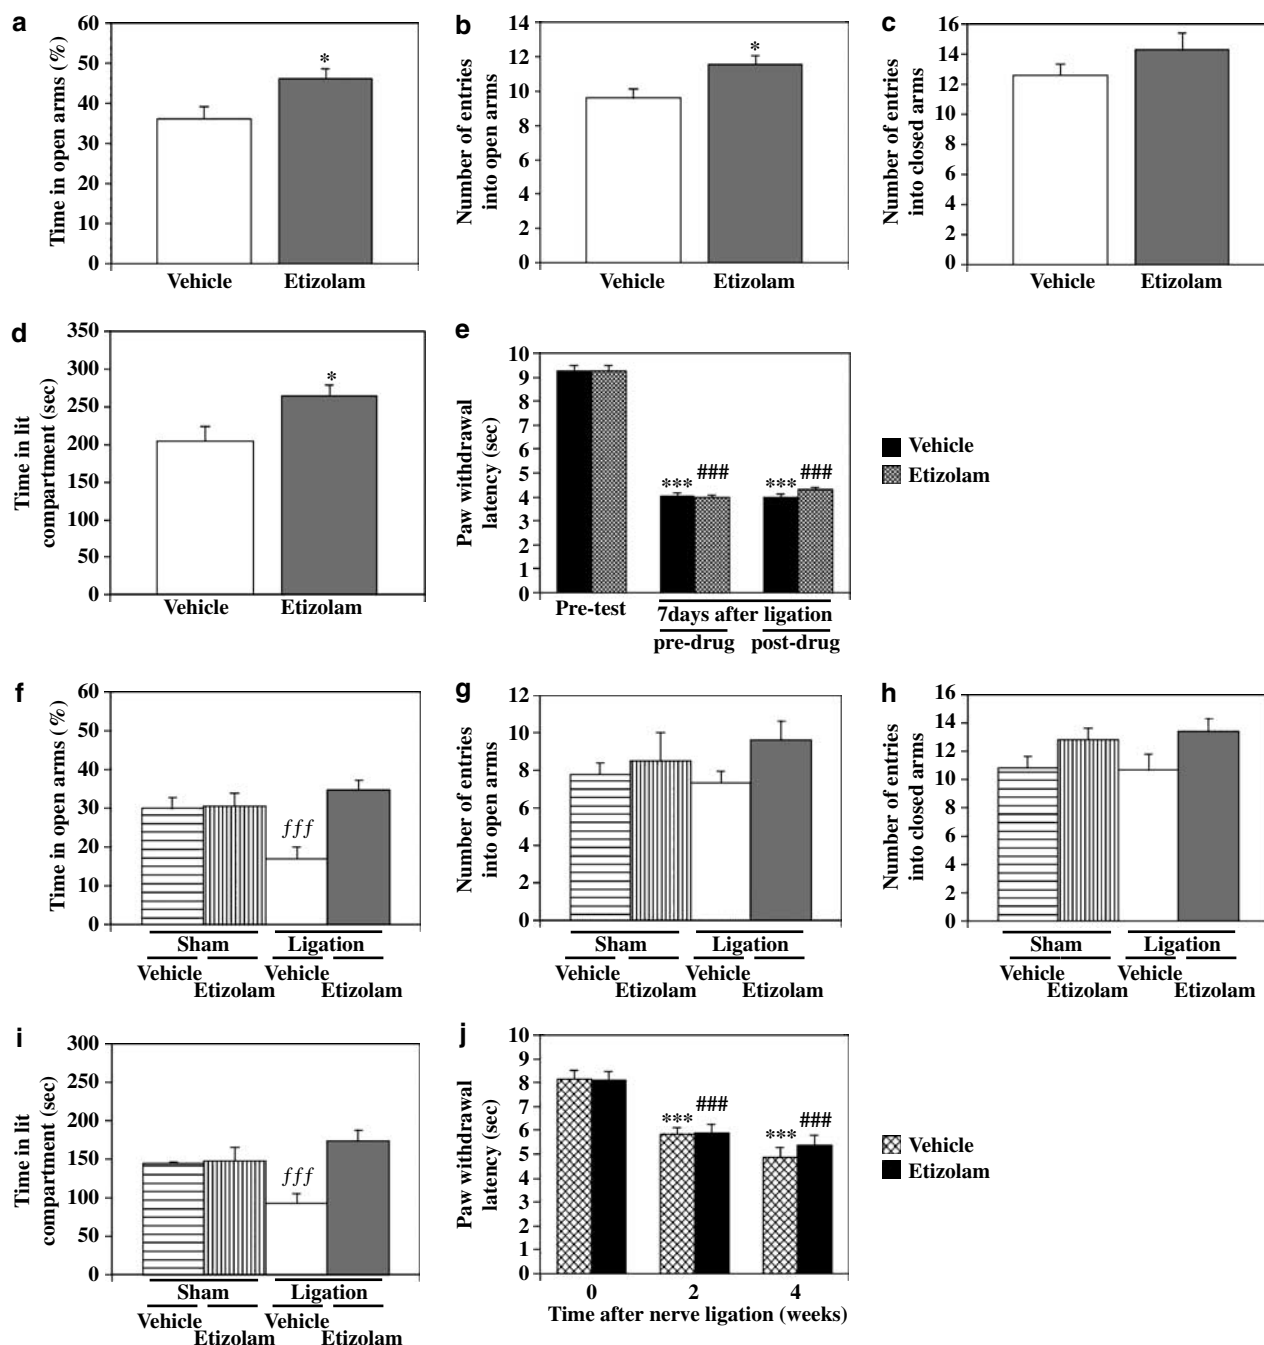 a
Time in open arms (%)
60
50
40
30
20
10
0
*
Vehicle Etizolam
b
Number of entries
into open arms
14
12
10
8
6
4
2
0
*
Vehicle Etizolam
c
Number of entries
into closed arms
16
14
12
10
8
6
4
2
0
Vehicle Etizolam
d
Time in lit
compartment (sec)
350
300
250
200
150
100
50
0
*
Vehicle Etizolam
e
Paw withdrawal
latency (sec)
10
9
8
7
6
5
4
3
2
1
0
*** ### *** ###
Pre-test 7days after ligation
pre-drug post-drug
Vehicle
Etizolam
f
Time in open arms (%)
60
50
40
30
20
10
0
fff
Sham Ligation
Vehicle Vehicle
Etizolam Etizolam
g
Number of entries
into open arms
12
10
8
6
4
2
0
Sham Ligation
Vehicle Vehicle
Etizolam Etizolam
h
Number of entries
into closed arms
16
14
12
10
8
6
4
2
0
Sham Ligation
Vehicle Vehicle
Etizolam Etizolam
i
Time in lit
compartment (sec)
300
250
200
150
100
50
0
fff
Sham Ligation
Vehicle Vehicle
Etizolam Etizolam
j
Paw withdrawal
latency (sec)
10
9
8
7
6
5
4
3
2
1
0
*** ### *** ###
0 2 4
Time after nerve ligation (weeks)
Vehicle
Etizolam